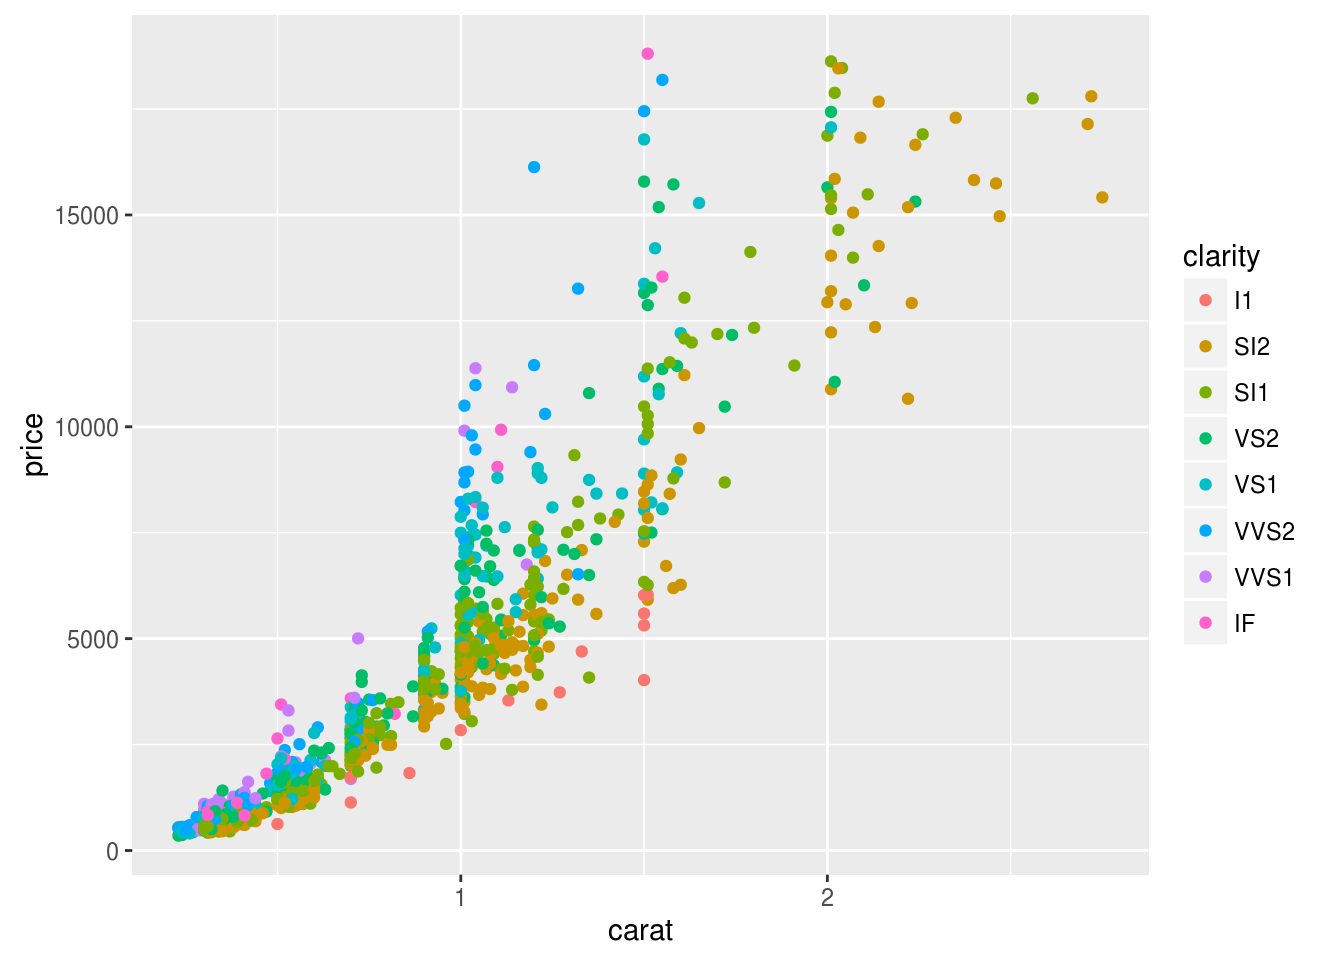 price
15000
10000
5000
0
1
2
carat
clarity
I1
SI2
SI1
VS2
VS1
VVS2
VVS1
IF